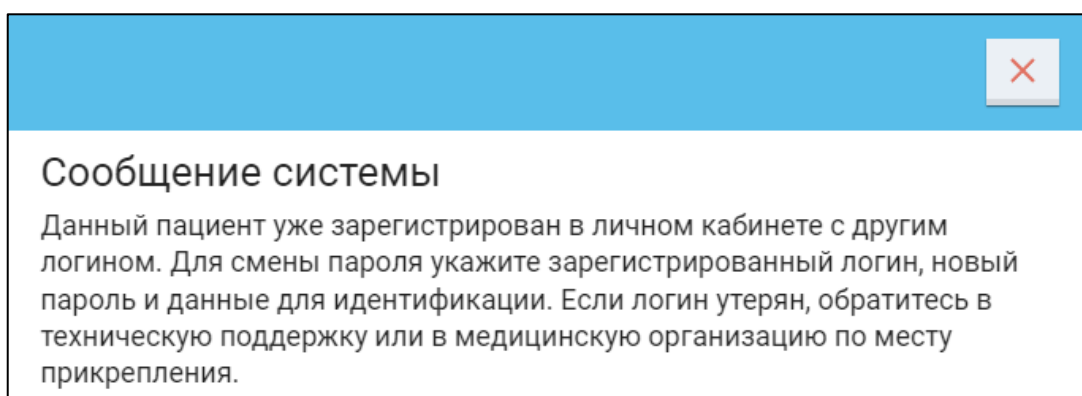 Сообщение системы
Данный пациент уже зарегистрирован в личном кабинете с другим
логином. Для смены пароля укажите зарегистрированный логин, новый
пароль и данные для идентификации. Если логин утерян, обратитесь в
техническую поддержку или в медицинскую организацию по месту
прикрепления.